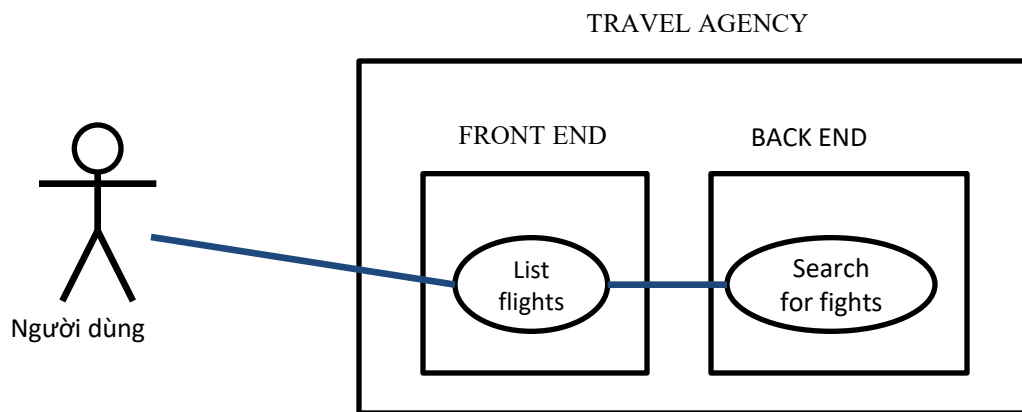 TRAVEL AGENCY
FRONT END
BACK END
List
flights
Search
for fights
Người dùng